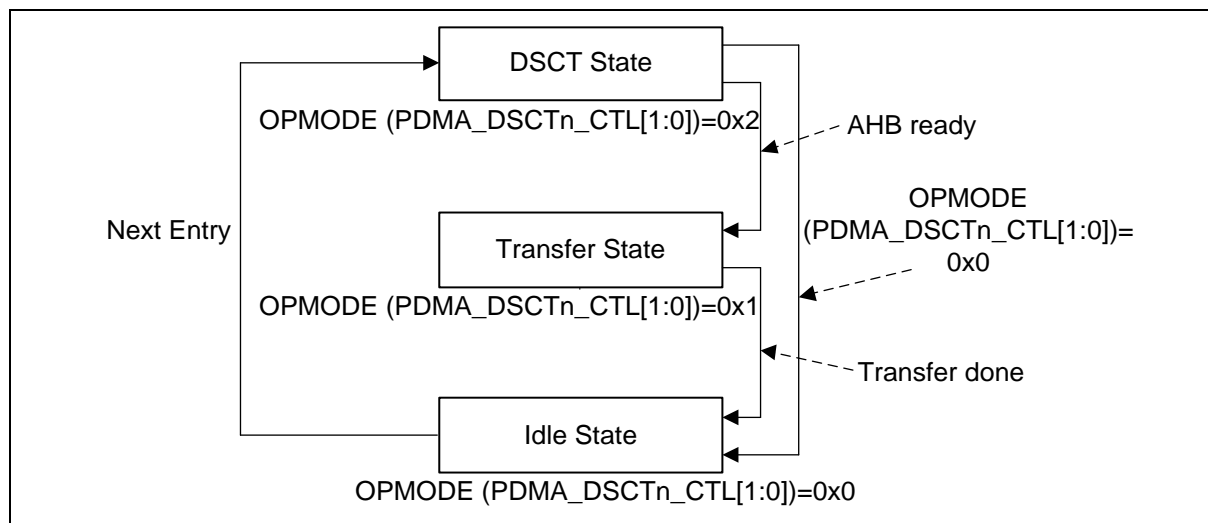 DSCT State
OPMODE (PDMA_DSCTn_CTL[1:0])=0x2
AHB ready
OPMODE
(PDMA_DSCTn_CTL[1:0])=
0x0
Next Entry
Transfer State
OPMODE (PDMA_DSCTn_CTL[1:0])=0x1
Transfer done
Idle State
OPMODE (PDMA_DSCTn_CTL[1:0])=0x0